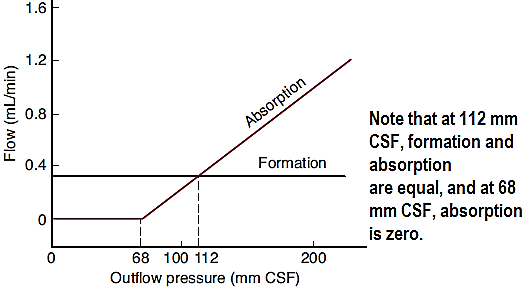 1.6
1.2
0.8
0.4
0
Flow (mL/min)
Absorption
Formation
0
68
100
112
200
Outflow pressure (mm CSF)
Note that at 112 mm
CSF, formation and
absorption
are equal, and at 68
mm CSF, absorption
is zero.